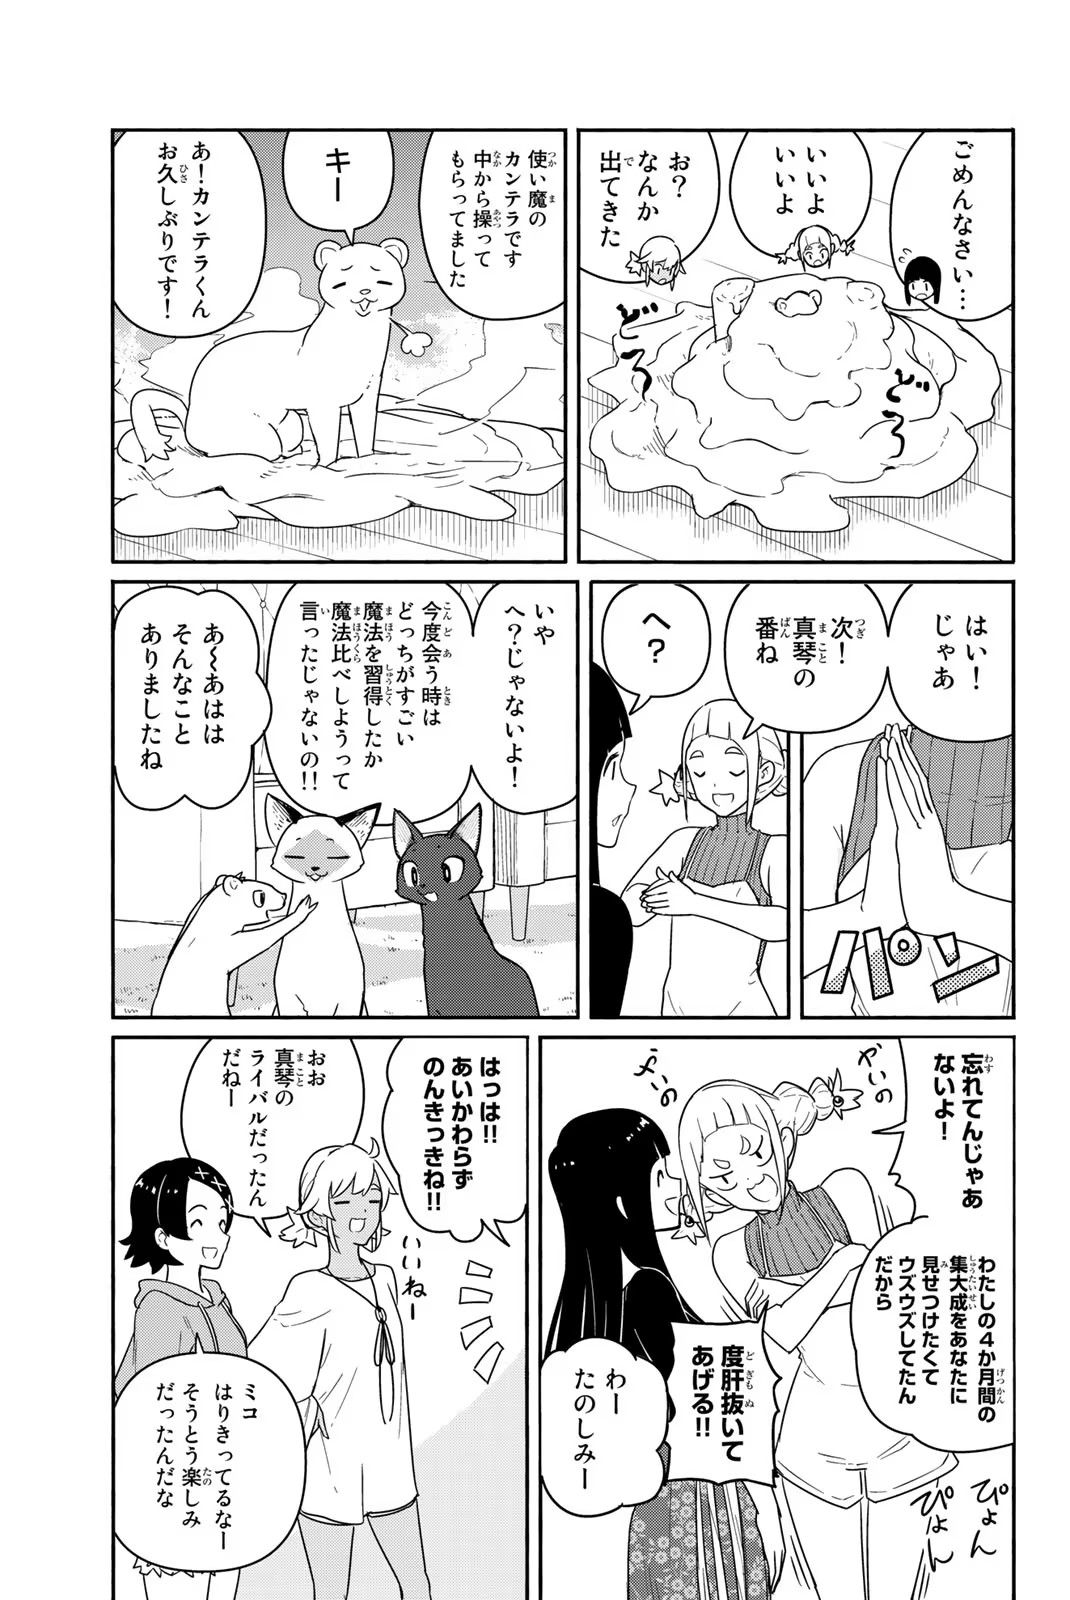 ごめんなさい…
いいよ
いいよ
お？
なんか
出てきた
どろ
どろ
使い魔の
カンテラです
中から操って
もらってました
キー
あ！カンテラくん
お久しぶりです！
はい！
じゃあ
パン
次！
真琴の
番ね
へ？
いや
へ？じゃないよ！
今度会う時は
どっちがすごい
魔法を習得したか
魔法比べしようって
言ったじゃないの!!
あ〜あはは
そんなこと
ありましたね
忘れてんじゃあ
ないよ！
やいの
やいの
わたしの４か月間の
集大成をあなたに
見せつけたくて
ウズウズしてたん
だから
度肝抜いて
あげる!!
わー
たのしみー
ぴょん
ぴょん
はっは!!
あいかわらず
のんきっきね!!
おお
真琴の
ライバルだったん
だねー
いいねー
ミコ
はりきってるなー
そうとう楽しみ
だったんだな